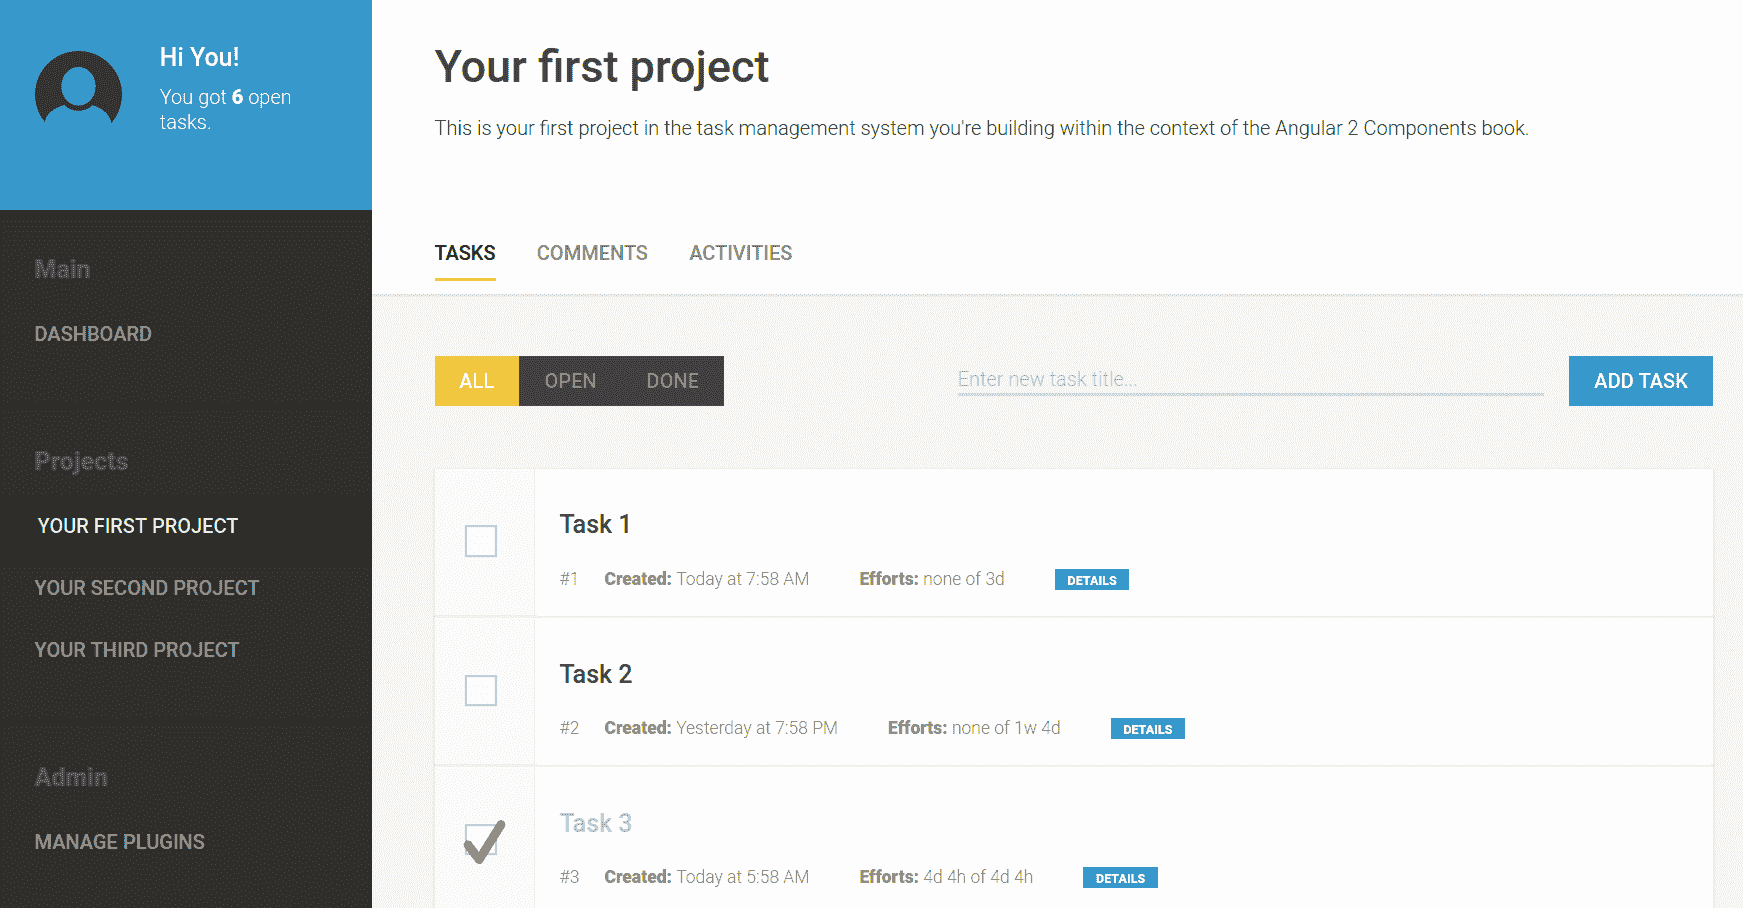 Hi You!
You got 6 open
tasks.
Main
DASHBOARD
Projects
YOUR FIRST PROJECT
YOUR SECOND PROJECT
YOUR THIRD PROJECT
Admin
MANAGE PLUGINS
Your first project
This is your first project in the task management system you're building within the context of the Angular 2 Components book.
TASKS COMMENTS ACTIVITIES
ALL OPEN DONE Enter new task title... ADD TASK
Task 1
#1 Created: Today at 7:58 AM Efforts: none of 3d DETAILS
Task 2
#2 Created: Yesterday at 7:58 PM Efforts: none of 1w 4d DETAILS
Task 3
#3 Created: Today at 5:58 AM Efforts: 4d 4h of 4d 4h DETAILS